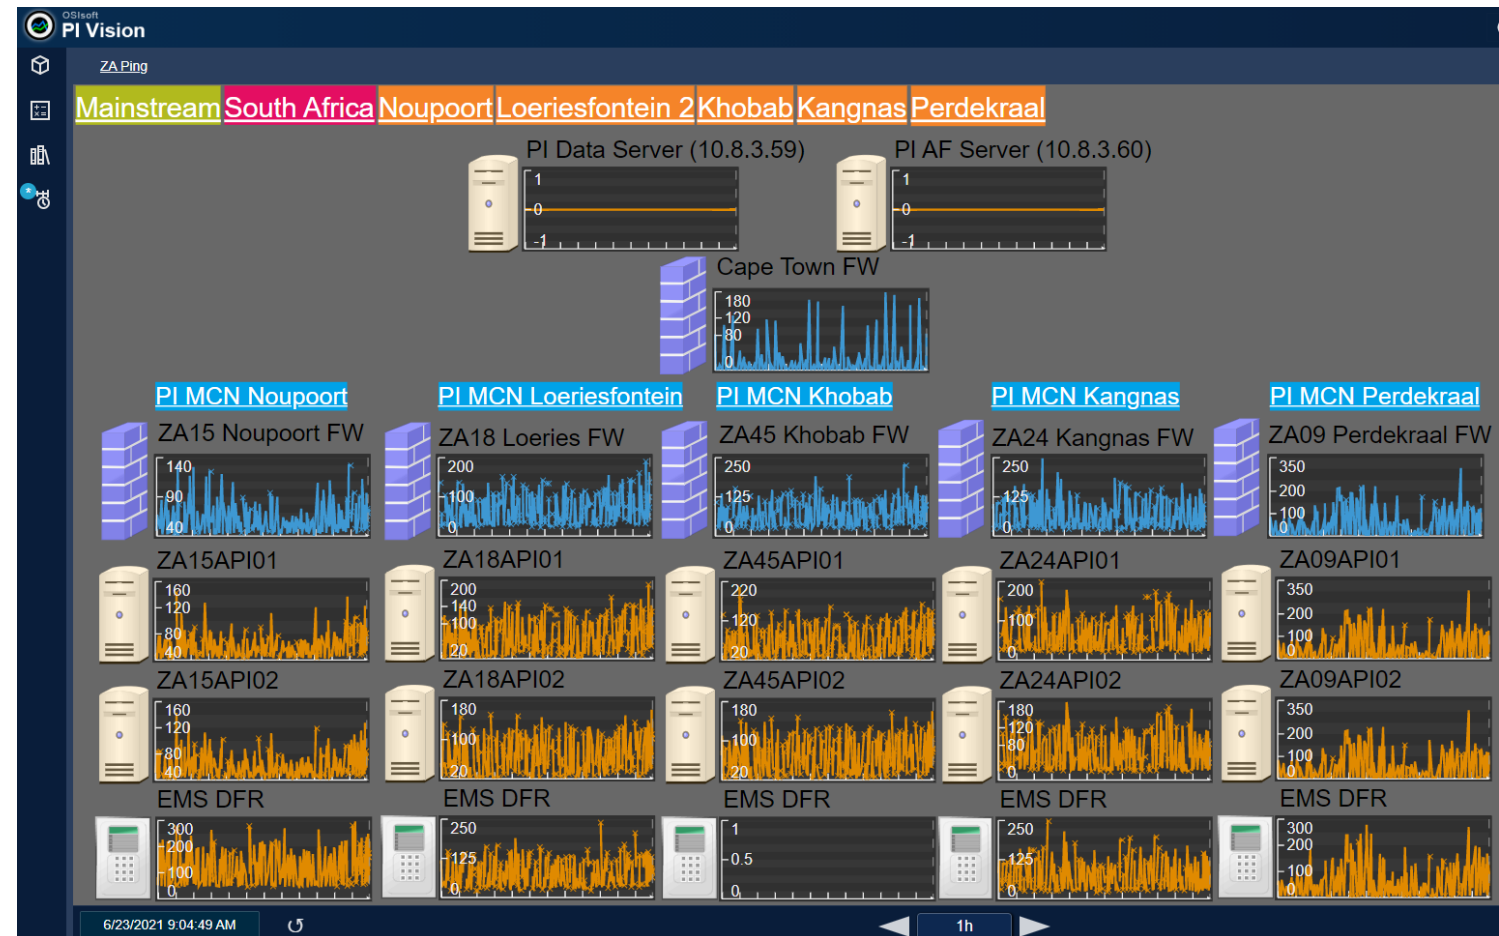 OSIsoft
PI Vision
ZA Ping
Mainstream South Africa Noupoort Loeriesfontein 2 Khobab Kangnas Perdekraal
PI Data Server (10.8.3.59) PI AF Server (10.8.3.60)
1 1
0 0
-1 -1
Cape Town FW
180
120
80
0
PI MCN Noupoort PI MCN Loeriesfontein PI MCN Khobab PI MCN Kangnas PI MCN Perdekraal
ZA15 Noupoort FW ZA18 Loeries FW ZA45 Khobab FW ZA24 Kangnas FW ZA09 Perdekraal FW
140 200 250 250 350
90 100 125 125 200
100
40 0 0 0 0
ZA15API01 ZA18API01 ZA45API01 ZA24API01 ZA09API01
160 200 220 200 350
120 140 120 100 200
80 100 100
40 20 20 0 0
ZA15API02 ZA18API02 ZA45API02 ZA24API02 ZA09API02
160 180 180 180 350
120 100 100 120 200
80 80 100
40 20 20 0 0
EMS DFR EMS DFR EMS DFR EMS DFR EMS DFR
300 250 1 250 300
200 125 0.5 125 200
100 100
0 0 0 0 0
6/23/2021 9:04:49 AM 1h